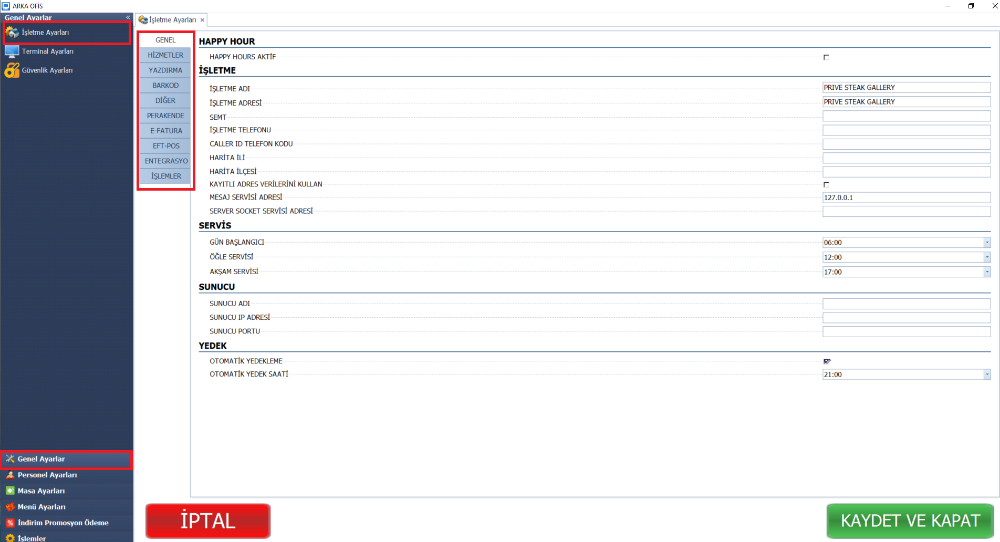 ARKA OFİS
Genel Ayarlar «
İşletme Ayarları
Terminal Ayarları
Güvenlik Ayarları
Genel Ayarlar
Personel Ayarları
Masa Ayarları
Menü Ayarları
İndirim Promosyon Ödeme
İşlemler
İşletme Ayarları ×
GENEL
HİZMETLER
YAZDIRMA
BARKOD
DİĞER
PERAKENDE
E-FATURA
EFT-POS
ENTEGRASYO
İŞLEMLER
HAPPY HOUR
HAPPY HOURS AKTİF
İŞLETME
İŞLETME ADI PRIVE STEAK GALLERY
İŞLETME ADRESİ PRIVE STEAK GALLERY
SEMT
İŞLETME TELEFONU
CALLER ID TELEFON KODU
HARİTA İLİ
HARİTA İLÇESİ
KAYITLI ADRES VERİLERİNİ KULLAN
MESAJ SERVİSİ ADRESİ 127.0.0.1
SERVER SOCKET SERVİSİ ADRESİ
SERVİS
GÜN BAŞLANGICI 06:00
ÖĞLE SERVİSİ 12:00
AKŞAM SERVİSİ 17:00
SUNUCU
SUNUCU ADI
SUNUCU IP ADRESİ
SUNUCU PORTU
YEDEK
OTOMATİK YEDEKLEME
OTOMATİK YEDEK SAATİ 21:00
İPTAL
KAYDET VE KAPAT